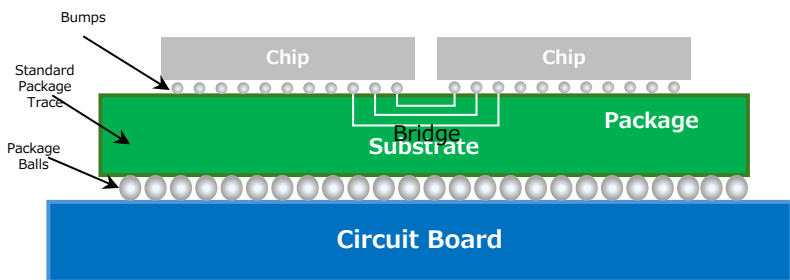 Bumps
Chip
Chip
Standard
Package
Trace
Package
Bridge
Substrate
Package
Balls
Circuit Board